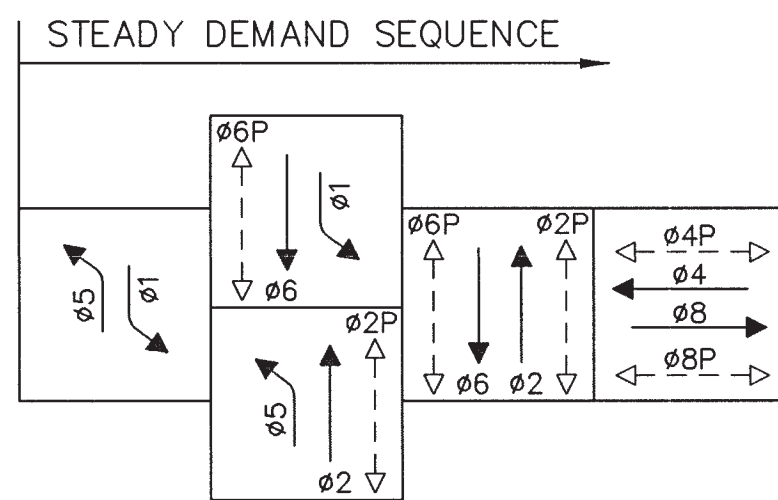 STEADY DEMAND SEQUENCE
ø5
ø1
ø6P
ø1
ø6
ø5
ø2P
ø2
ø6P
ø2P
ø6
ø2
ø4P
ø4
ø8
ø8P